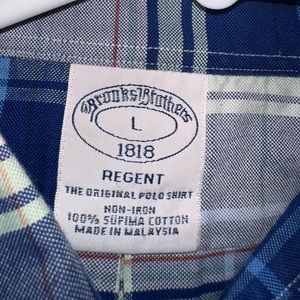 Brooks Brothers
L
1818
REGENT
THE ORIGINAL POLO SHIRT
NON-IRON
100% SUPIMA COTTON
MADE IN MALAYSIA